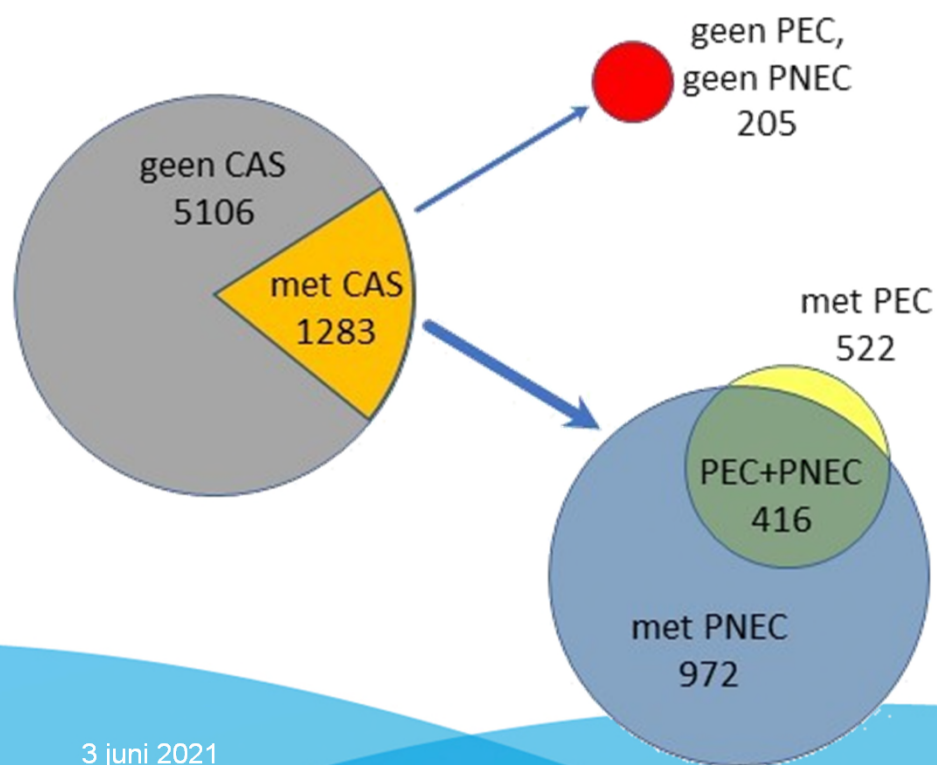 geen PEC,
geen PNEC
205
geen CAS
5106
met CAS
1283
met PEC
522
PEC+PNEC
416
met PNEC
972
3 juni 2021